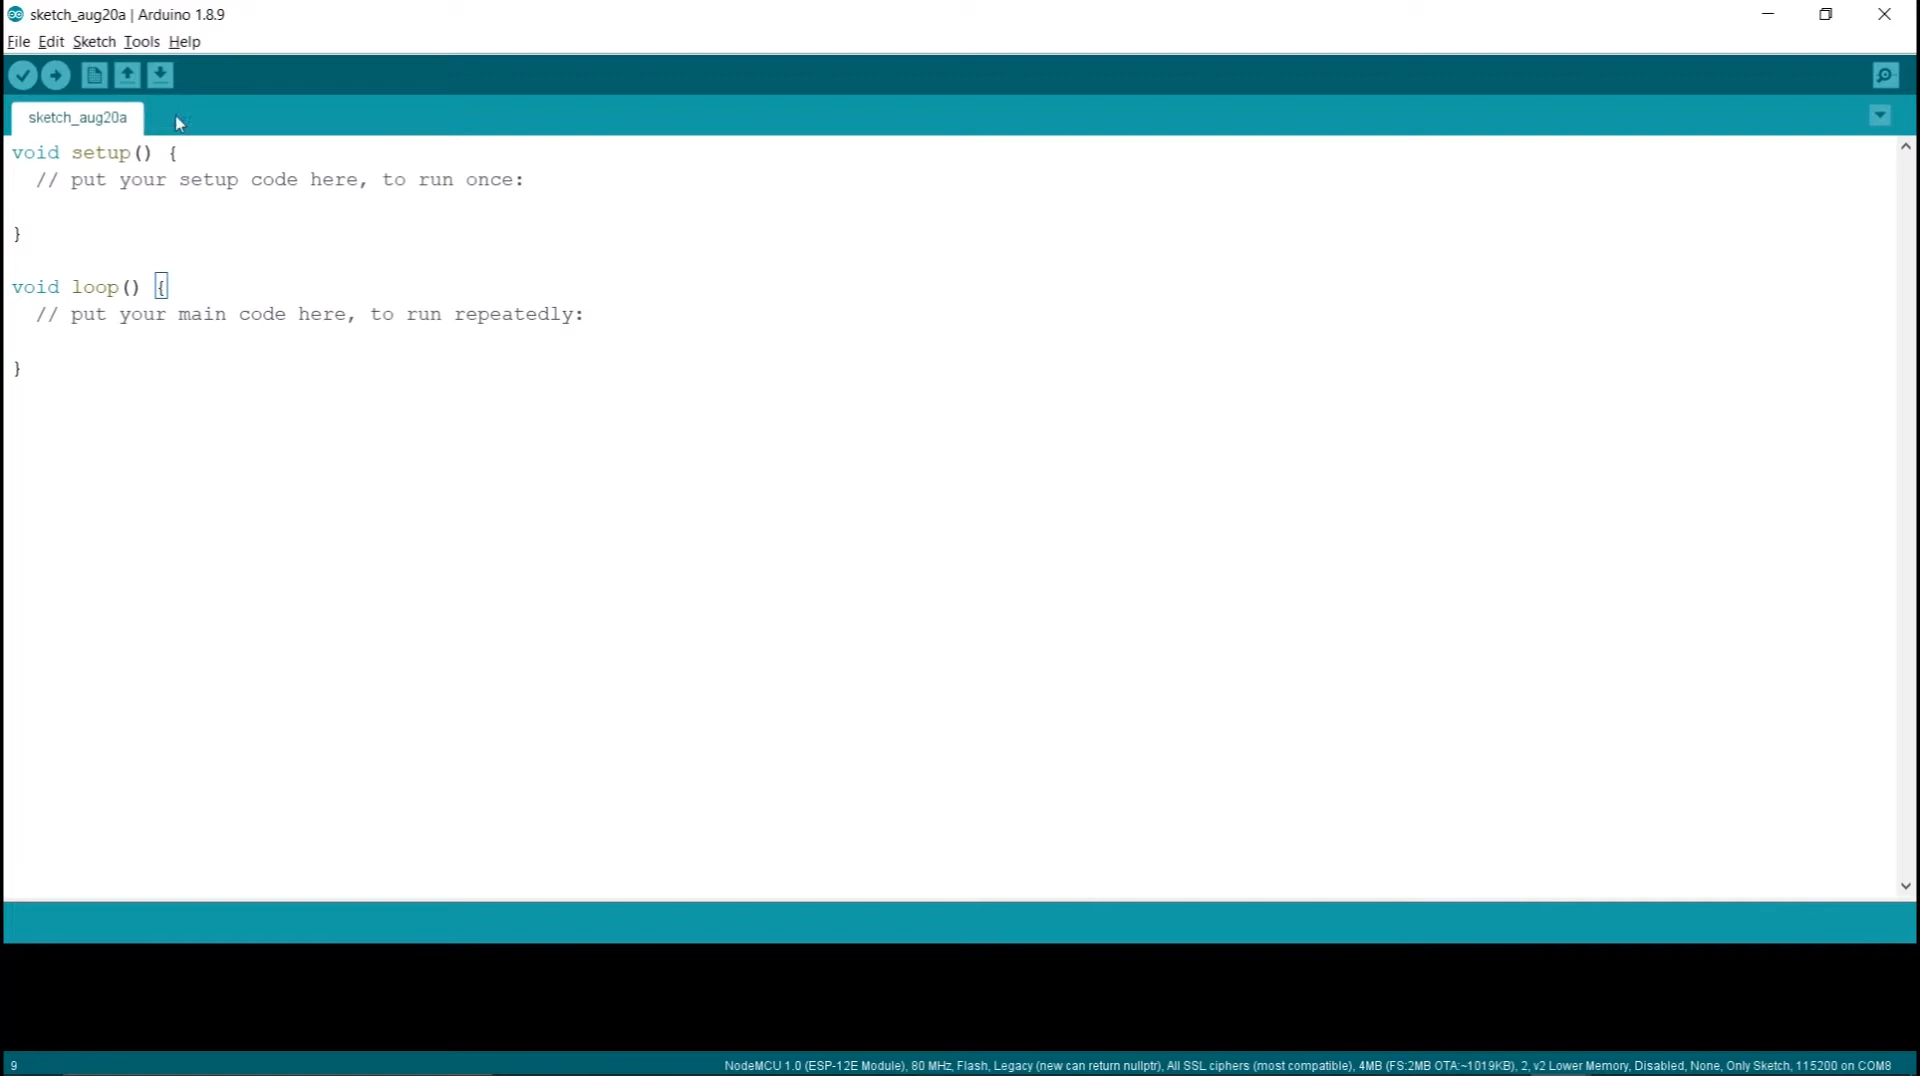 sketch_aug20a | Arduino 1.8.9
File Edit Sketch Tools Help
sketch_aug20a
void setup() {
  // put your setup code here, to run once:
}
void loop() {
  // put your main code here, to run repeatedly:
}
9
NodeMCU 1.0 (ESP-12E Module), 80 MHz, Flash, Legacy (new can return nullptr), All SSL ciphers (most compatible), 4MB (FS:2MB OTA:~1019KB), 2, v2 Lower Memory, Disabled, None, Only Sketch, 115200 on COM8